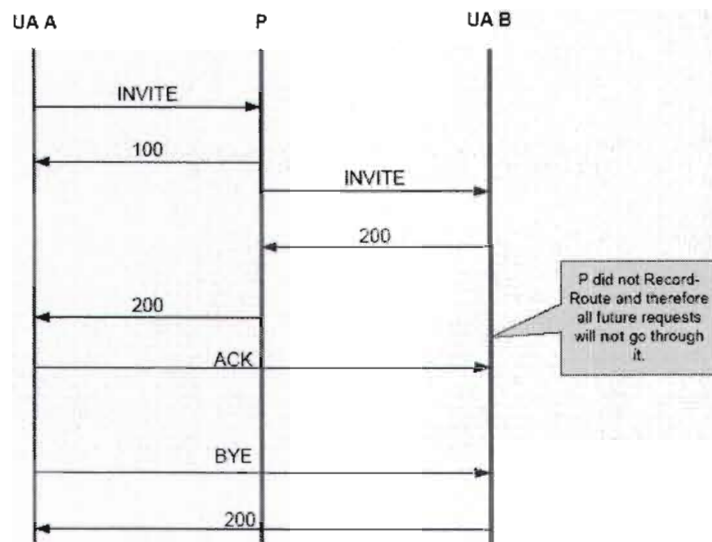 UA A P UA B
INVITE
100
INVITE
200
P did not Record-
Route and therefore
all future requests
will not go through
it.
200
ACK
BYE
200